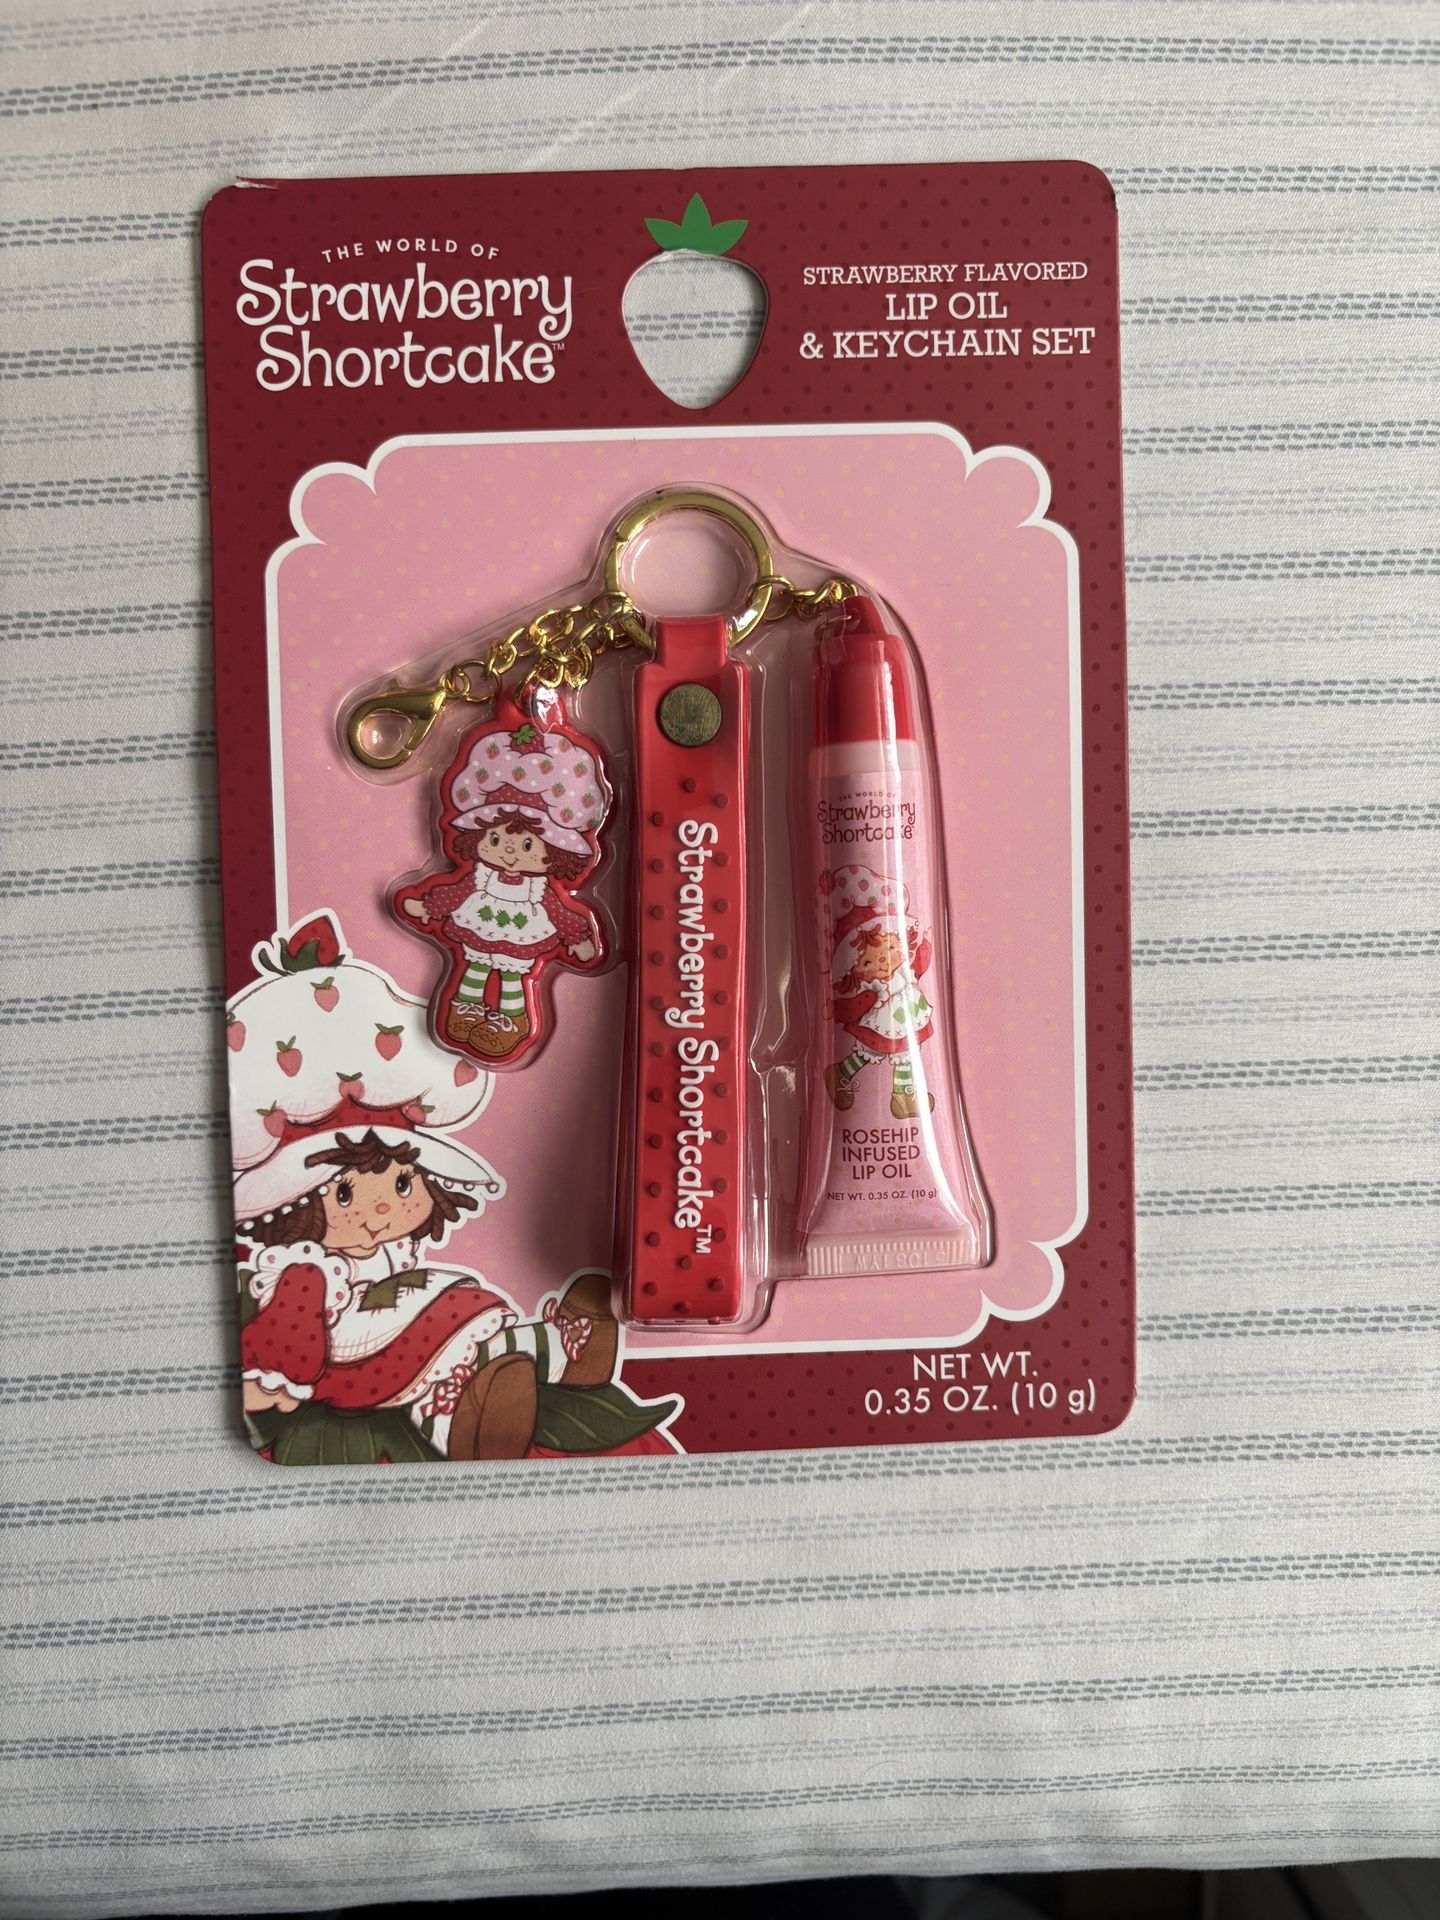 THE WORLD OF
Strawberry
Shortcake™
STRAWBERRY FLAVORED
LIP OIL
& KEYCHAIN SET
Strawberry Shortcake™
THE WORLD OF
Strawberry
Shortcake
ROSEHIP
INFUSED
LIP OIL
NET WT. 0.35 OZ. (10 g)
NET WT.
0.35 OZ. (10 g)